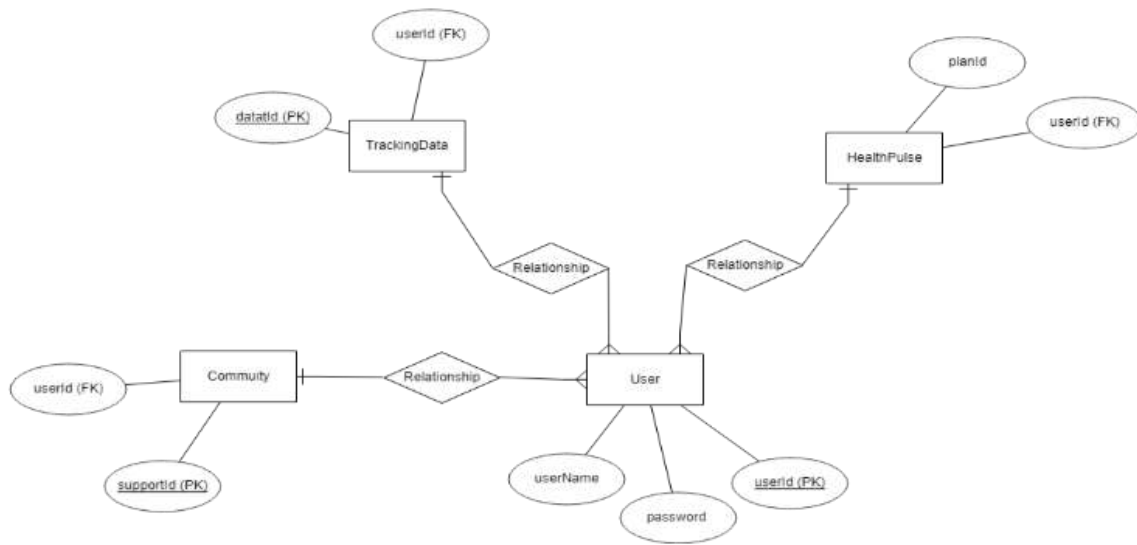 userId (FK)
planId
datatId (PK)
userId (FK)
TrackingData
HealthPulse
Relationship
Relationship
Commuity
Relationship
User
userId (FK)
supportId (PK)
userName
userId (PK)
password